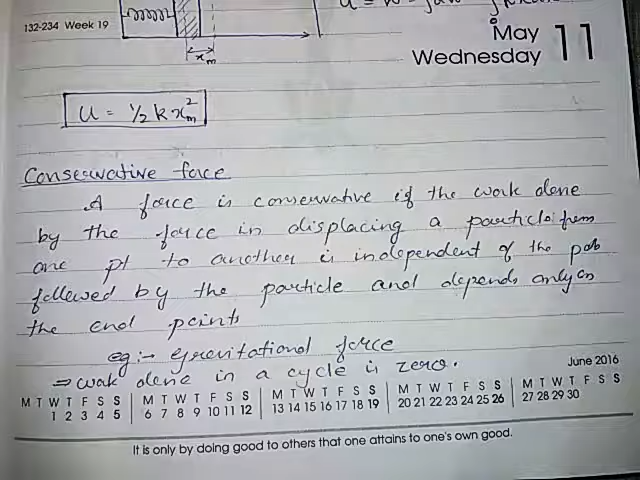 132-234 Week 19
May
Wednesday 11
x_m
U = ½ k x_m²
Conservative force
A force is conservative if the work done
by the force in displacing a particle from
one pt to another is independent of the path
followed by the particle and depends only on
the end points
eg:- gravitational force
⇒ work done in a cycle is zero.
June 2016
M T W T F S S M T W T F S S M T W T F S S M T W T F S S M T W T F S S
1 2 3 4 5 6 7 8 9 10 11 12 13 14 15 16 17 18 19 20 21 22 23 24 25 26 27 28 29 30
It is only by doing good to others that one attains to one's own good.